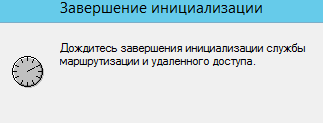 Завершение инициализации
Дождитесь завершения инициализации службы
маршрутизации и удаленного доступа.